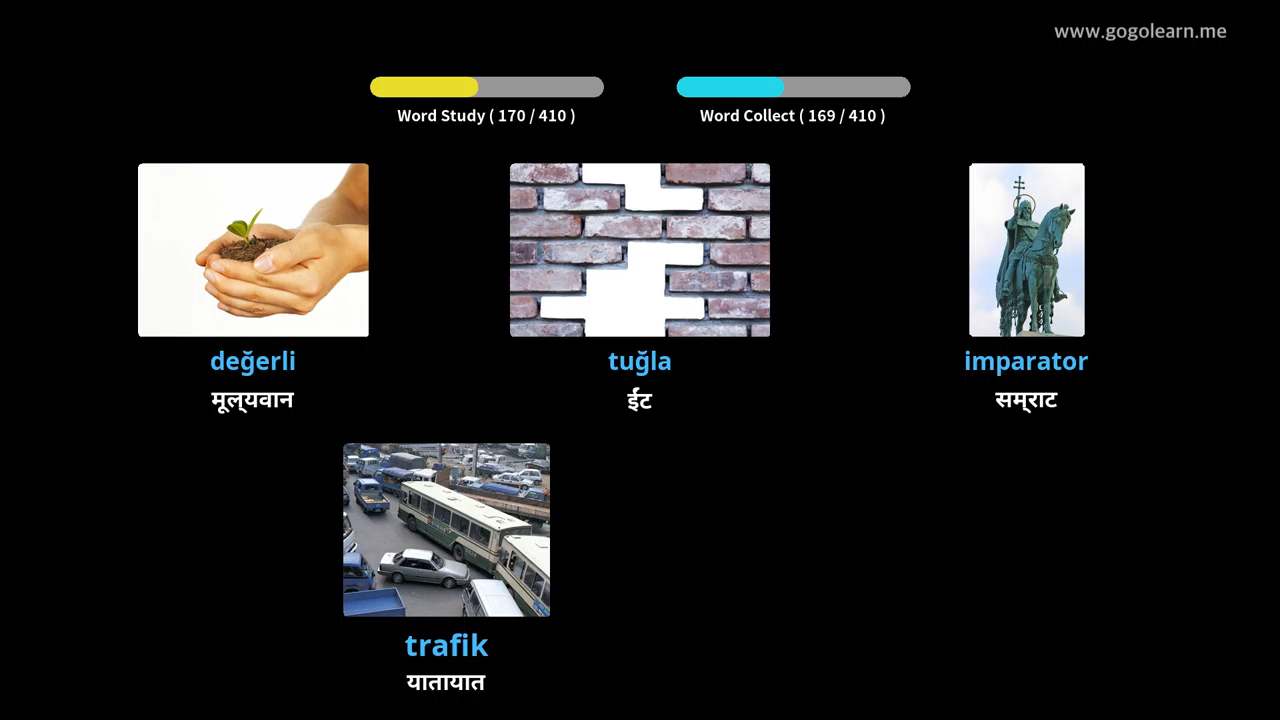 www.gogolearn.me
Word Study ( 170 / 410 )
Word Collect ( 169 / 410 )
değerli
मूल्यवान
tuğla
ईंट
imparator
सम्राट
trafik
यातायात